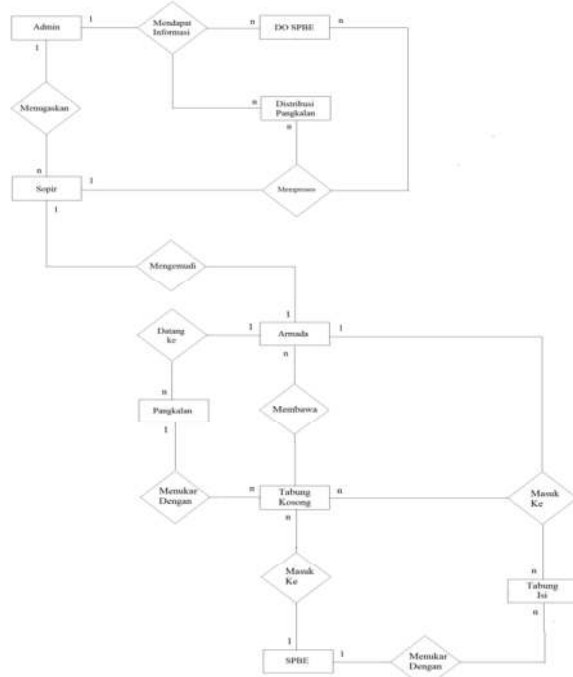 Admin
1
1
Mendapat
Informasi
n
DO SPBE
n
Menugaskan
n
Distribusi
Pangkalan
n
n
Sopir
1
1
Memproses
Mengemudi
1
Datang
ke
1
Armada
1
n
n
Pangkalan
1
Membawa
Menukar
Dengan
n
n
Tabung
Kosong
n
n
Masuk
Ke
Masuk
Ke
n
Tabung
Isi
n
1
SPBE
1
Menukar
Dengan